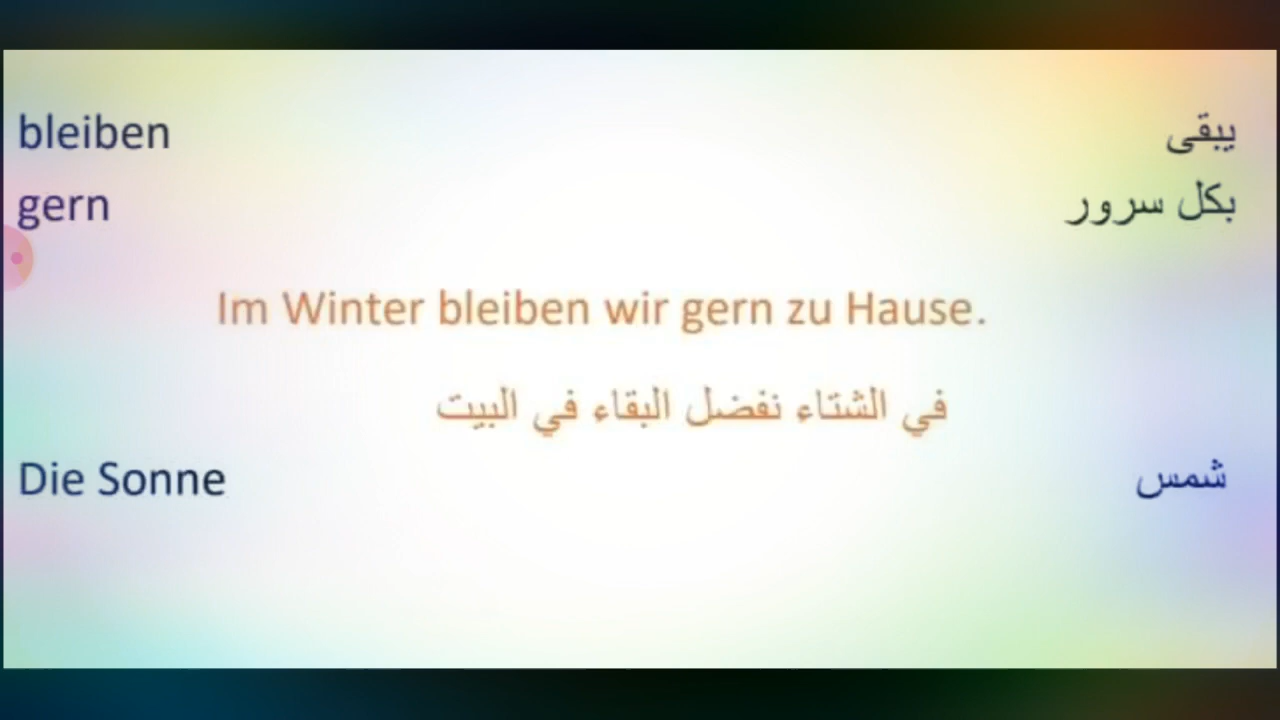 bleiben يبقى
gern بكل سرور
Im Winter bleiben wir gern zu Hause.
في الشتاء نفضل البقاء في البيت
Die Sonne شمس